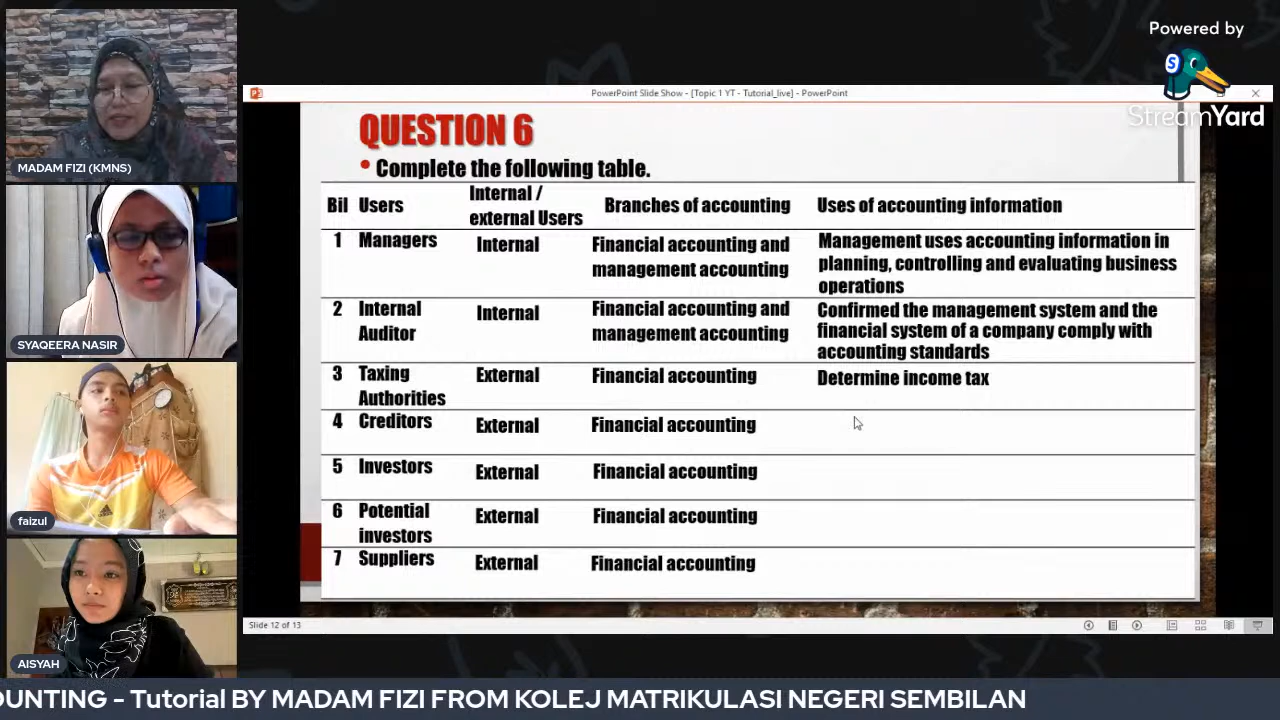 Powered by
S
StreamYard
PowerPoint Slide Show - [Topic 1 YT - Tutorial_live] - PowerPoint
MADAM FIZI (KMNS)
SYAQEERA NASIR
faizul
AISYAH
QUESTION 6
• Complete the following table.
Bil Users Internal / external Users Branches of accounting Uses of accounting information
1 Managers Internal Financial accounting and management accounting Management uses accounting information in planning, controlling and evaluating business operations
2 Internal Auditor Internal Financial accounting and management accounting Confirmed the management system and the financial system of a company comply with accounting standards
3 Taxing Authorities External Financial accounting Determine income tax
4 Creditors External Financial accounting
5 Investors External Financial accounting
6 Potential investors External Financial accounting
7 Suppliers External Financial accounting
Slide 12 of 13
OUNTING - Tutorial BY MADAM FIZI FROM KOLEJ MATRIKULASI NEGERI SEMBILAN